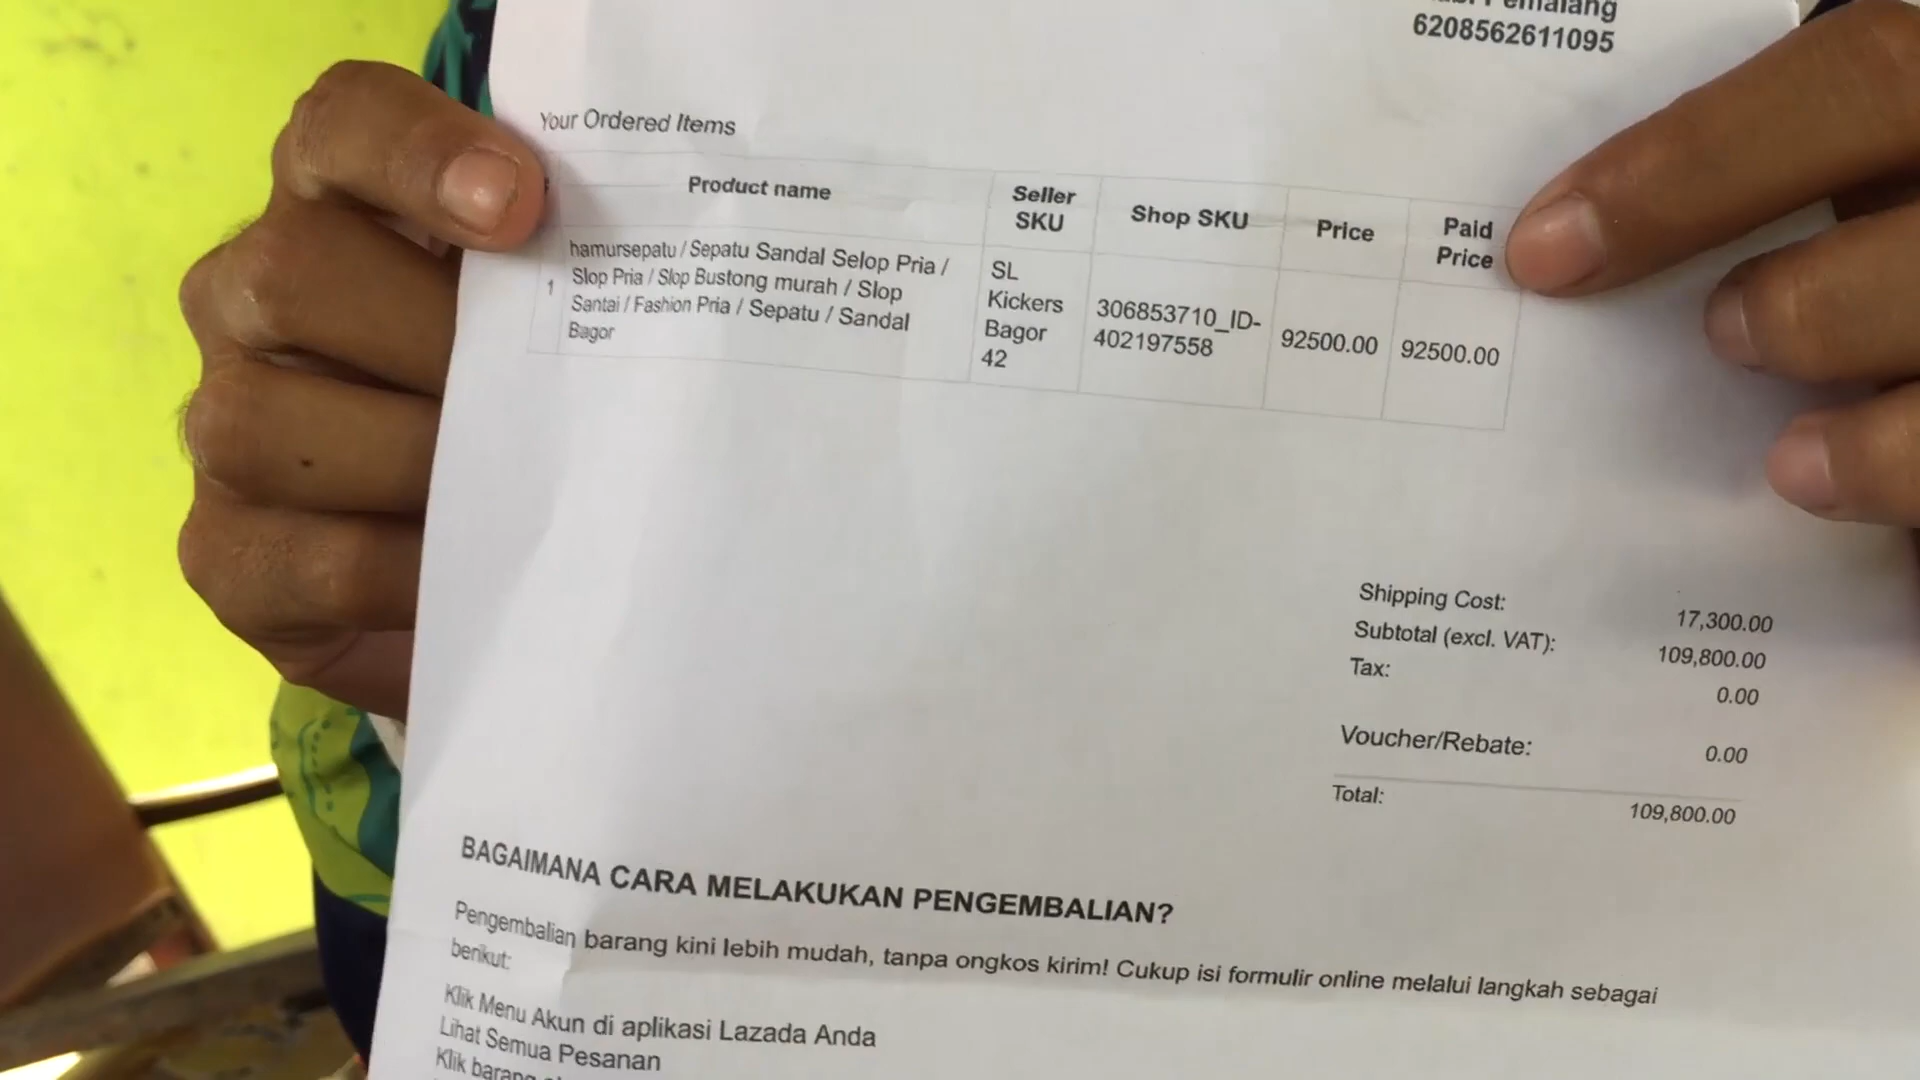 Pemalang
6208562611095
Your Ordered Items
Product name
Seller SKU
Shop SKU
Price
Paid Price
1
hamursepatu / Sepatu Sandal Selop Pria /
Slop Pria / Slop Bustong murah / Slop
Santai / Fashion Pria / Sepatu / Sandal
Bagor
SL
Kickers
Bagor
42
306853710_ID-
402197558
92500.00
92500.00
Shipping Cost: 17,300.00
Subtotal (excl. VAT): 109,800.00
Tax: 0.00
Voucher/Rebate: 0.00
Total: 109,800.00
BAGAIMANA CARA MELAKUKAN PENGEMBALIAN?
Pengembalian barang kini lebih mudah, tanpa ongkos kirim! Cukup isi formulir online melalui langkah sebagai
berikut:
Klik Menu Akun di aplikasi Lazada Anda
Lihat Semua Pesanan
Klik barang